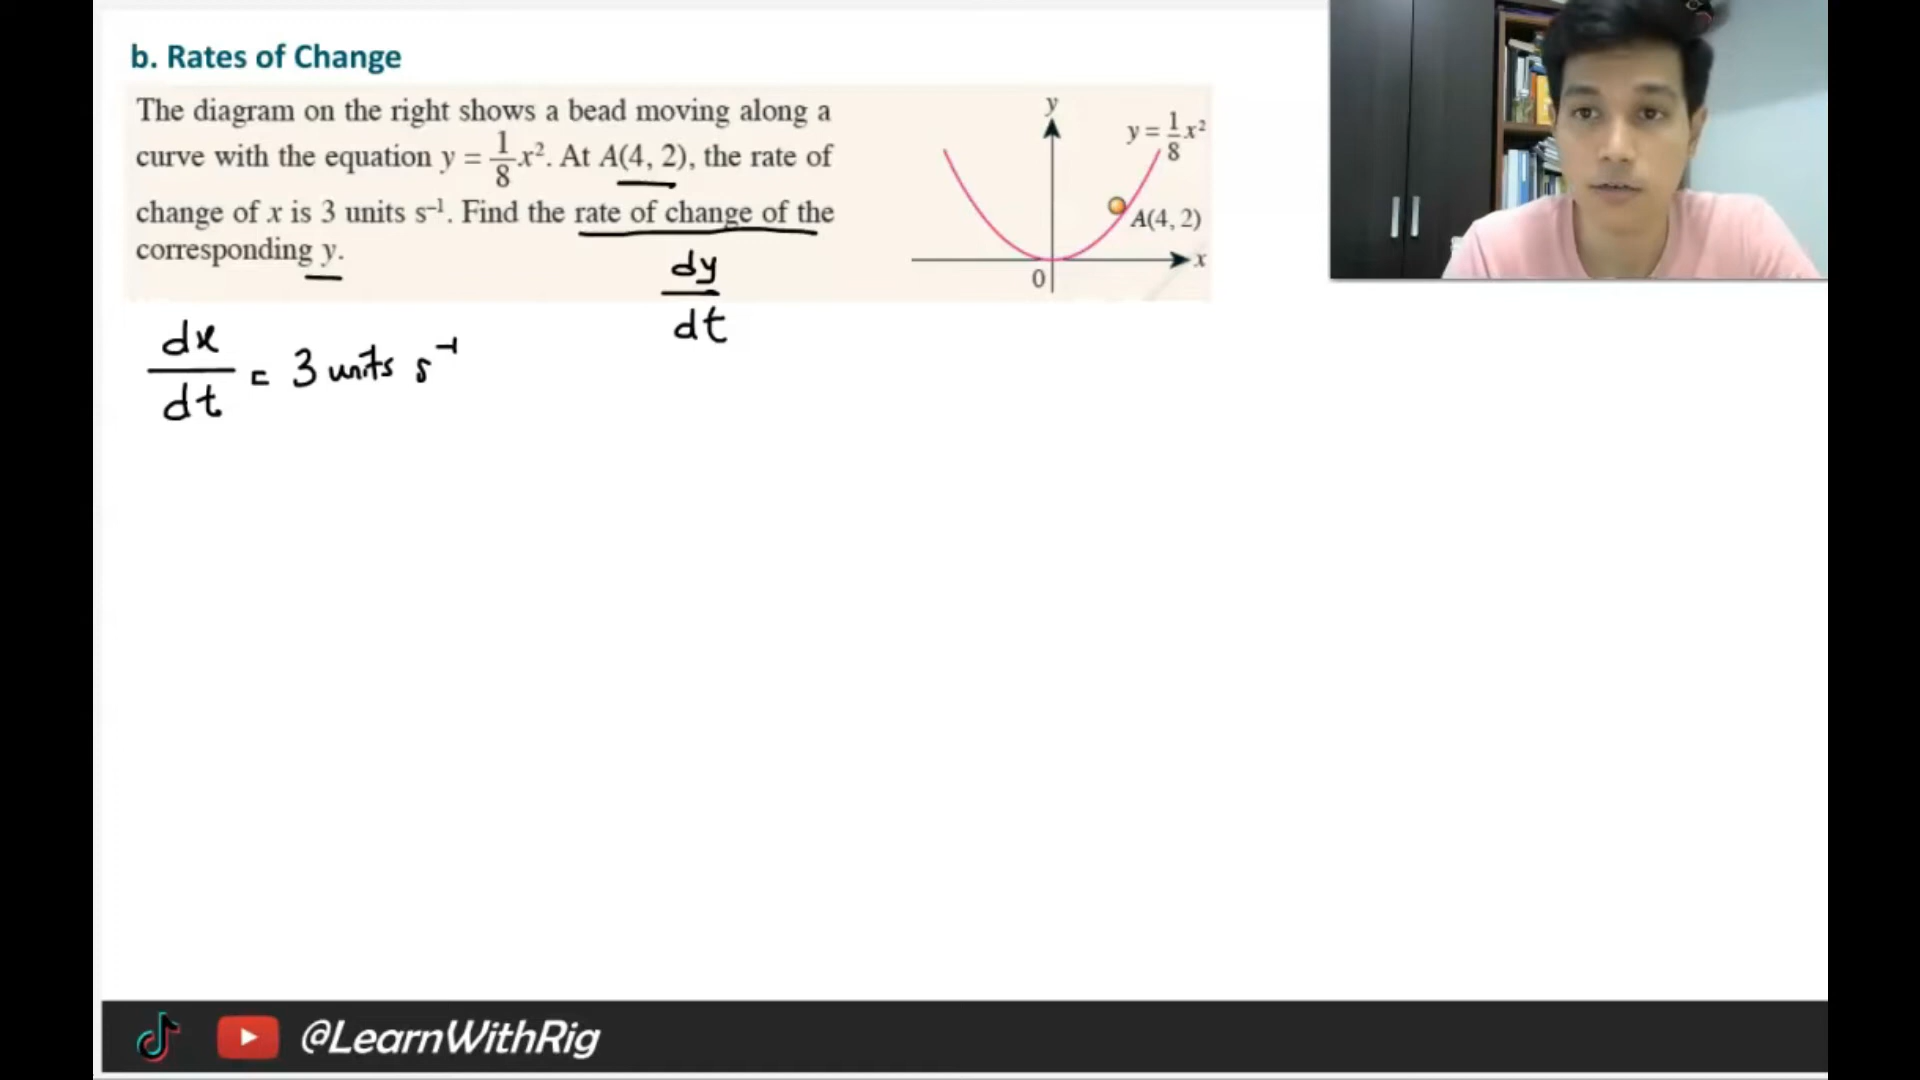 b. Rates of Change
The diagram on the right shows a bead moving along a
curve with the equation y = 1/8 x². At A(4, 2), the rate of
change of x is 3 units s⁻¹. Find the rate of change of the
corresponding y.
y
y = 1/8 x²
A(4, 2)
x
0
dy/dt
dx/dt = 3 units s⁻¹
@LearnWithRig